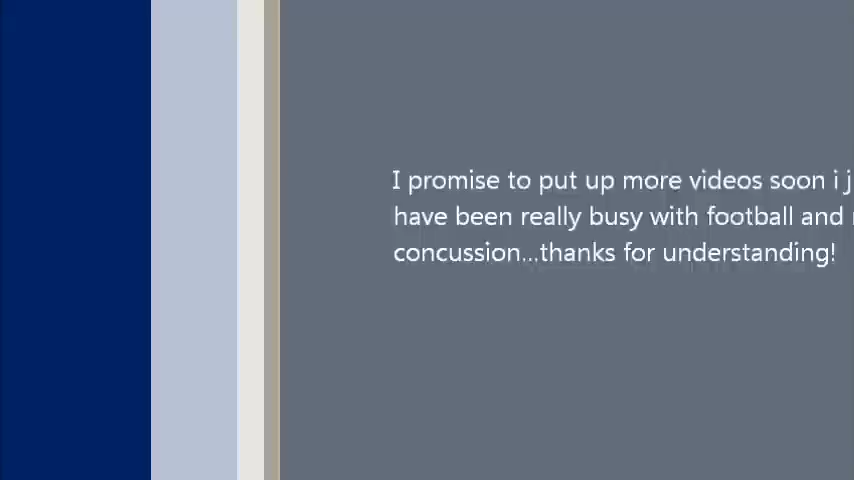 I promise to put up more videos soon i j
have been really busy with football and
concussion...thanks for understanding!